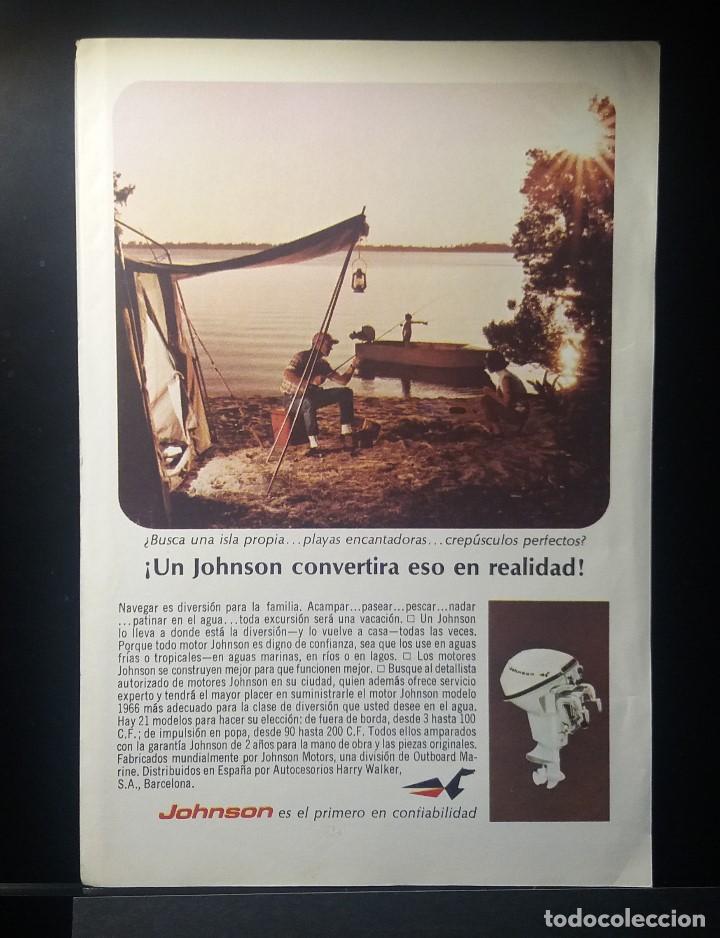 ¿Busca una isla propia...playas encantadoras...crepúsculos perfectos?
¡Un Johnson convertira eso en realidad!
Navegar es diversión para la familia. Acampar...pasear...pescar...nadar
...patinar en el agua...toda excursión será una vacación. □ Un Johnson
lo lleva a donde está la diversión—y lo vuelve a casa—todas las veces.
Porque todo motor Johnson es digno de confianza, sea que los use en aguas
frías o tropicales—en aguas marinas, en ríos o en lagos. □ Los motores
Johnson se construyen mejor para que funcionen mejor. □ Busque al detallista
autorizado de motores Johnson en su ciudad, quien además ofrece servicio
experto y tendrá el mayor placer en suministrarle el motor Johnson modelo
1966 más adecuado para la clase de diversión que usted desee en el agua.
Hay 21 modelos para hacer su elección: de fuera de borda, desde 3 hasta 100
C.F.; de impulsión en popa, desde 90 hasta 200 C.F. Todos ellos amparados
con la garantía Johnson de 2 años para la mano de obra y las piezas originales.
Fabricados mundialmente por Johnson Motors, una división de Outboard Ma-
rine. Distribuidos en España por Autocesorios Harry Walker,
S.A., Barcelona.
Johnson
Johnson es el primero en confiabilidad
todocoleccion